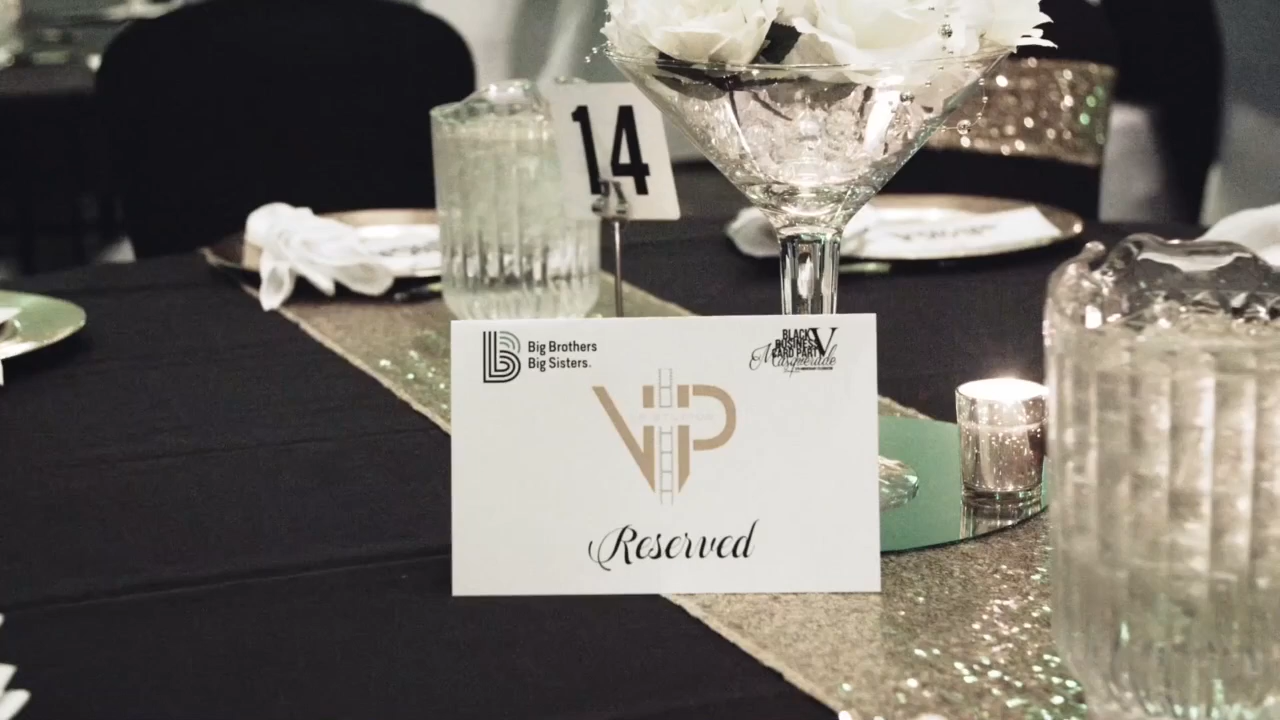 14
Big Brothers
Big Sisters.
BLACK
BUSINESS
CARD PARTY
V
Masquerade
VIP
Reserved